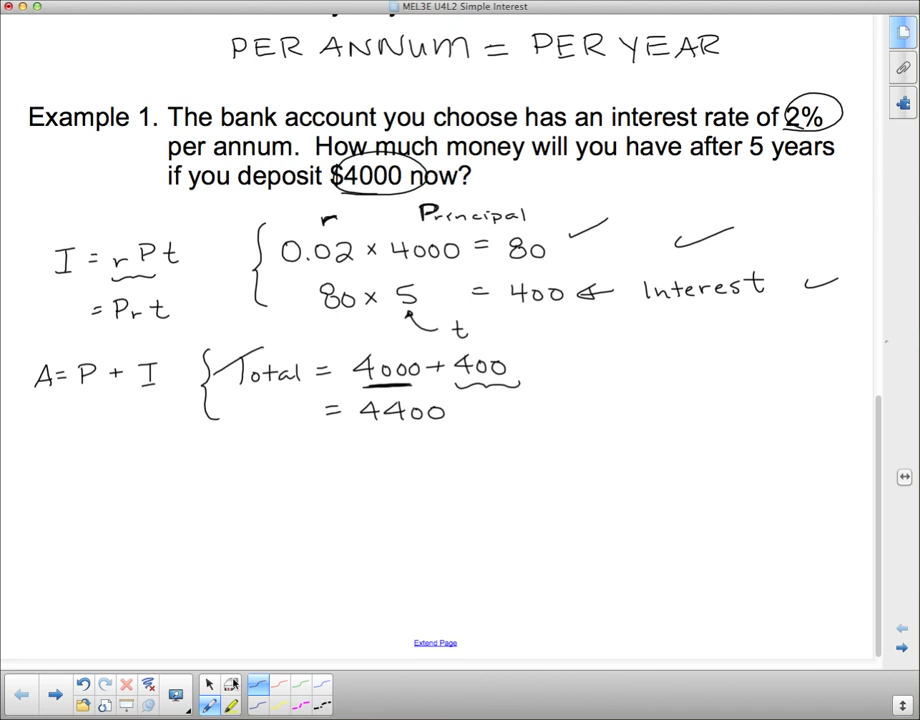 MEL3E U4L2 Simple Interest
PER ANNUM = PER YEAR
Example 1. The bank account you choose has an interest rate of 2%
per annum. How much money will you have after 5 years
if you deposit $4000 now?
r Principal
I = rPt 0.02 × 4000 = 80
= Prt 80 × 5 = 400 ← Interest
t
A = P + I Total = 4000 + 400
= 4400
Extend Page